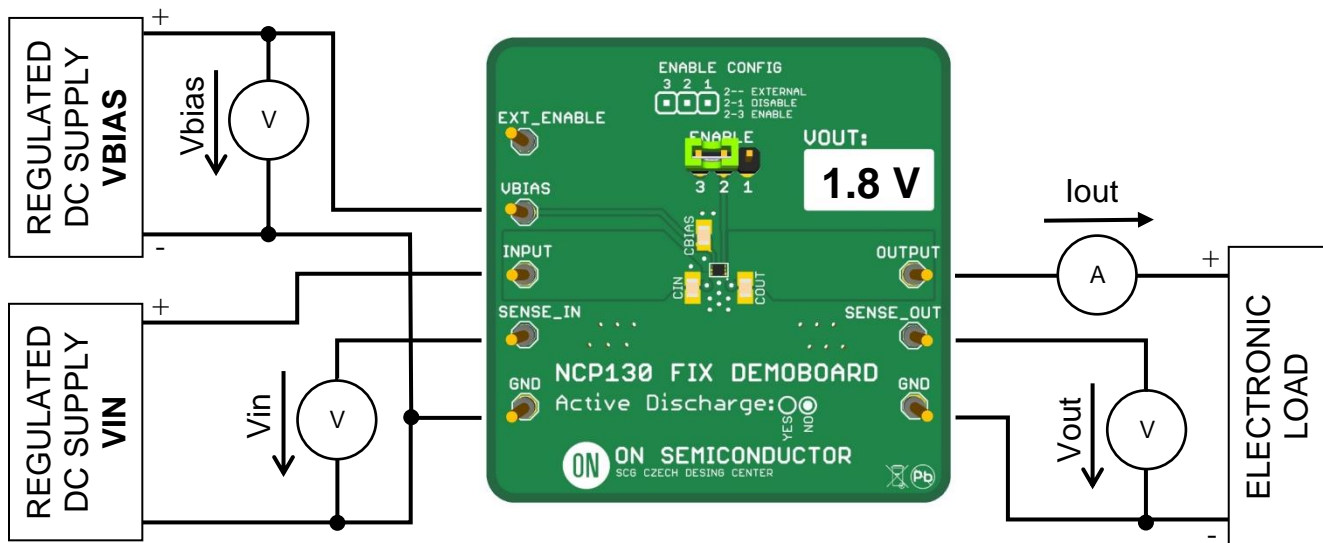 REGULATED
DC SUPPLY
VBIAS
+
-
Vbias
V
REGULATED
DC SUPPLY
VIN
+
-
Vin
V
ENABLE CONFIG
3 2 1
2-- EXTERNAL
2-1 DISABLE
2-3 ENABLE
EXT_ENABLE
ENABLE
3 2 1
VOUT:
1.8 V
VBIAS
CBIAS
INPUT
OUTPUT
CIN
COUT
SENSE_IN
SENSE_OUT
NCP130 FIX DEMOBOARD
GND
GND
Active Discharge:
YES
NO
ON
ON SEMICONDUCTOR
SCG CZECH DESING CENTER
Pb
Iout
A
+
Vout
V
-
ELECTRONIC
LOAD